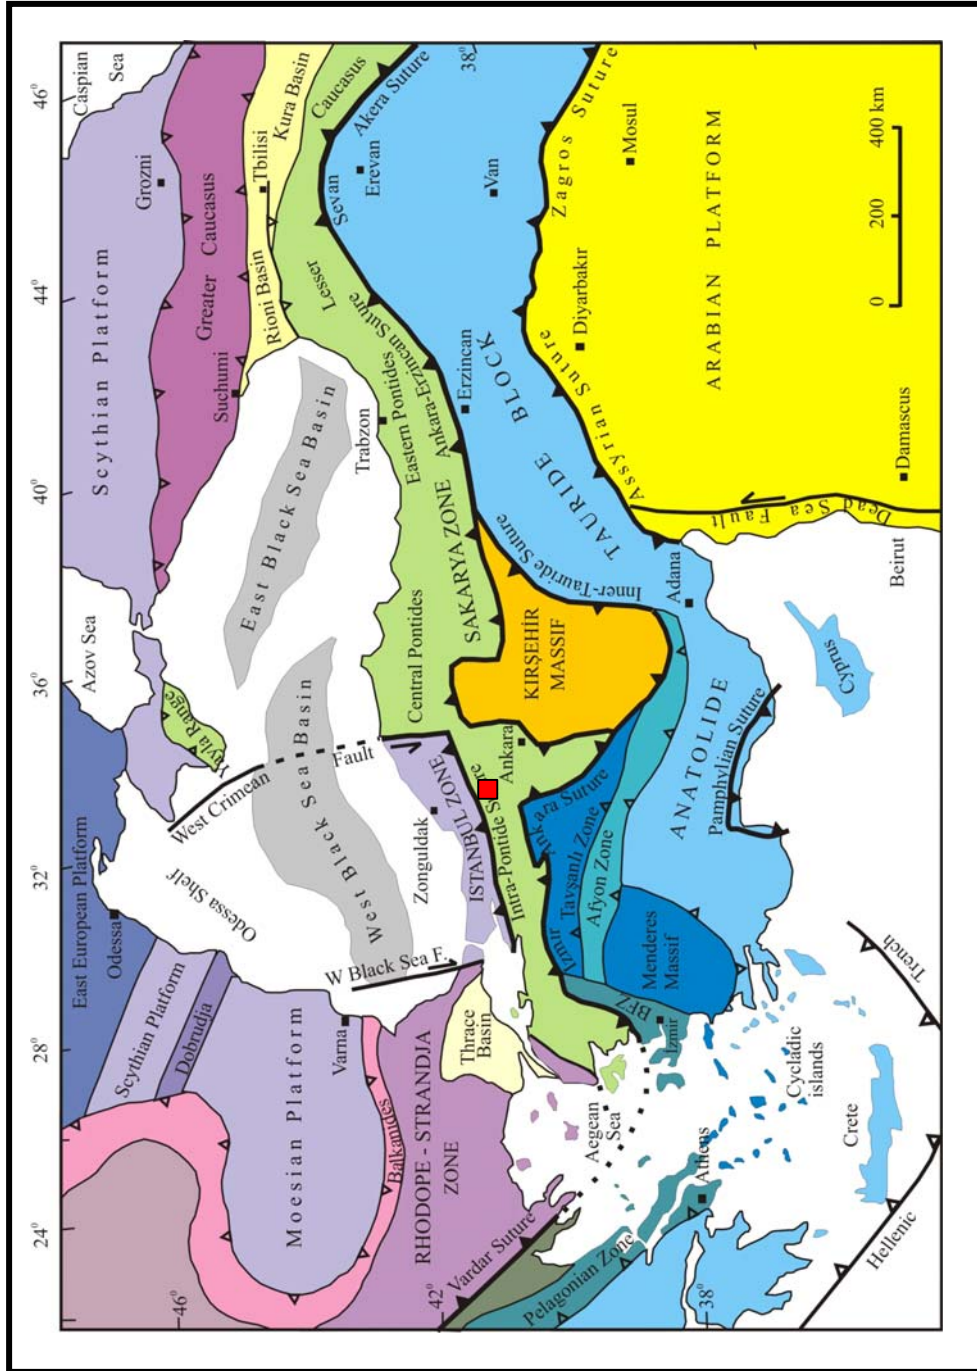 46°
44°
40°
36°
32°
28°
24°
46°
42°
38°
38°
Caspian
Sea
Grozni
Scythian Platform
Greater Caucasus
Suchumi
Rioni Basin
Tbilisi
Kura Basin
Lesser
Caucasus
Sevan
Akera Suture
Erevan
Van
Zagros Suture
Mosul
ARABIAN PLATFORM
400 km
200
0
Diyarbakır
Assyrian Suture
Damascus
Dead Sea Fault
Beirut
Erzincan
TAURIDE BLOCK
Eastern Pontides
Ankara-Erzincan Suture
Trabzon
East Black Sea Basin
Azov Sea
Yayla Range
West Crimean
Fault
West Black Sea Basin
Central Pontides
SAKARYA ZONE
KIRŞEHİR
MASSIF
Inner-Tauride Suture
Adana
Cyprus
Pamphylian Suture
ANATOLIDE
Ankara
Intra-Pontide Suture
ISTANBUL ZONE
Zonguldak
İzmir
Ankara Suture
Tavşanlı Zone
Afyon Zone
Menderes
Massif
BFZ
İzmir
East European Platform
Odessa
Odessa Shelf
Scythian Platform
Dobrudja
Moesian Platform
Varna
W Black Sea F.
Thrace
Basin
Balkanides
RHODOPE - STRANDJA
ZONE
Vardar Suture
Pelagonian Zone
Aegean
Sea
Athens
Cycladic
islands
Crete
Hellenic
Trench